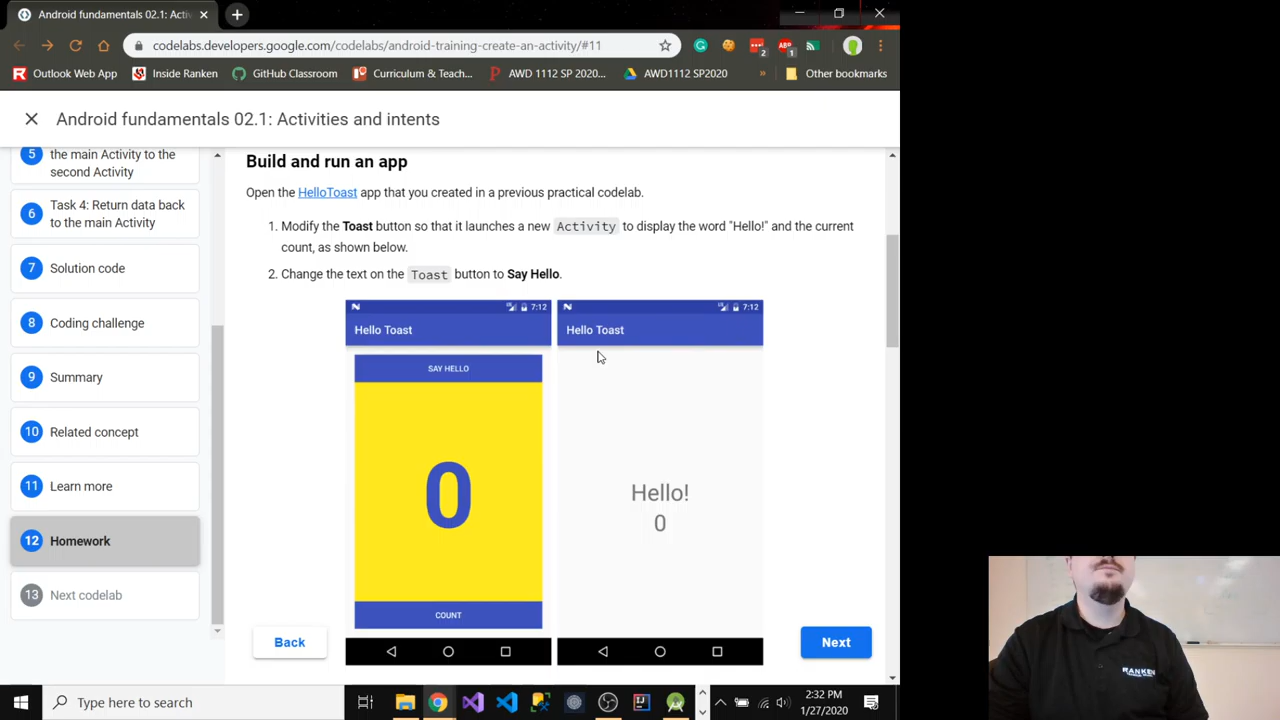 Android fundamentals 02.1: Activ
codelabs.developers.google.com/codelabs/android-training-create-an-activity/#11
2
ABP
1
Outlook Web App
Inside Ranken
GitHub Classroom
Curriculum & Teach...
AWD 1112 SP 2020...
AWD1112 SP2020
»
Other bookmarks
Android fundamentals 02.1: Activities and intents
5
the main Activity to the
second Activity
6
Task 4: Return data back
to the main Activity
7 Solution code
8 Coding challenge
9 Summary
10 Related concept
11 Learn more
12 Homework
13 Next codelab
Build and run an app
Open the HelloToast app that you created in a previous practical codelab.
1. Modify the Toast button so that it launches a new Activity to display the word "Hello!" and the current
count, as shown below.
2. Change the text on the Toast button to Say Hello.
7:12
Hello Toast
SAY HELLO
0
COUNT
7:12
Hello Toast
Hello!
0
Back
Next
Type here to search
2:32 PM
1/27/2020
RANKEN